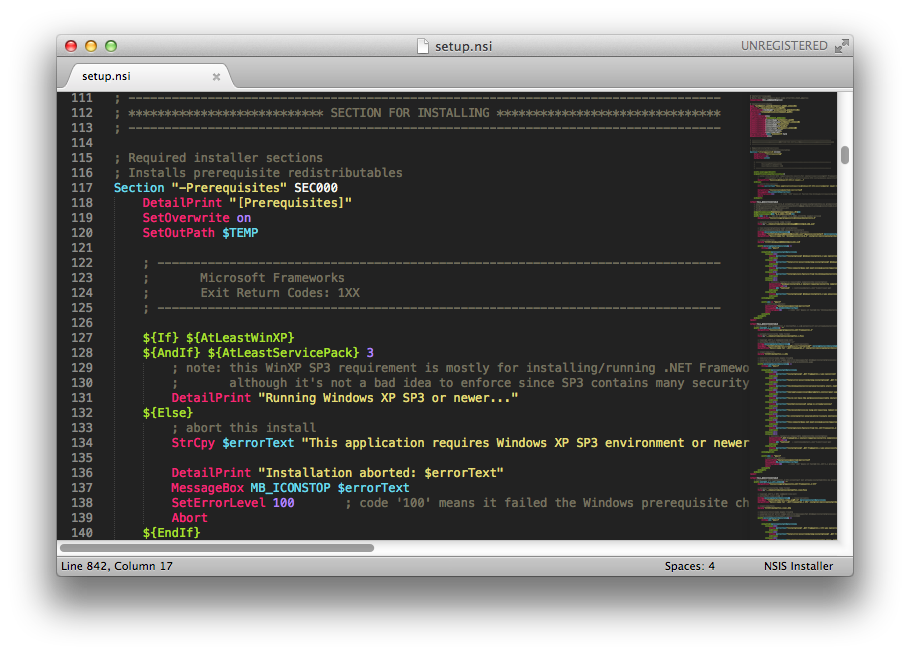 setup.nsi
UNREGISTERED
setup.nsi
111 ; ----------------------------------------------------------------------------------
112 ; *************************** SECTION FOR INSTALLING *******************************
113 ; ----------------------------------------------------------------------------------
114
115 ; Required installer sections
116 ; Installs prerequisite redistributables
117 Section "-Prerequisites" SEC000
118     DetailPrint "[Prerequisites]"
119     SetOverwrite on
120     SetOutPath $TEMP
121
122     ; ------------------------------------------------------------------------------
123     ;       Microsoft Frameworks
124     ;       Exit Return Codes: 1XX
125     ; ------------------------------------------------------------------------------
126
127     ${If} ${AtLeastWinXP}
128     ${AndIf} ${AtLeastServicePack} 3
129         ; note: this WinXP SP3 requirement is mostly for installing/running .NET Framewo
130         ;       although it's not a bad idea to enforce since SP3 contains many security
131         DetailPrint "Running Windows XP SP3 or newer..."
132     ${Else}
133         ; abort this install
134         StrCpy $errorText "This application requires Windows XP SP3 environment or newer
135
136         DetailPrint "Installation aborted: $errorText"
137         MessageBox MB_ICONSTOP $errorText
138         SetErrorLevel 100       ; code '100' means it failed the Windows prerequisite ch
139         Abort
140     ${EndIf}
Line 842, Column 17
Spaces: 4
NSIS Installer